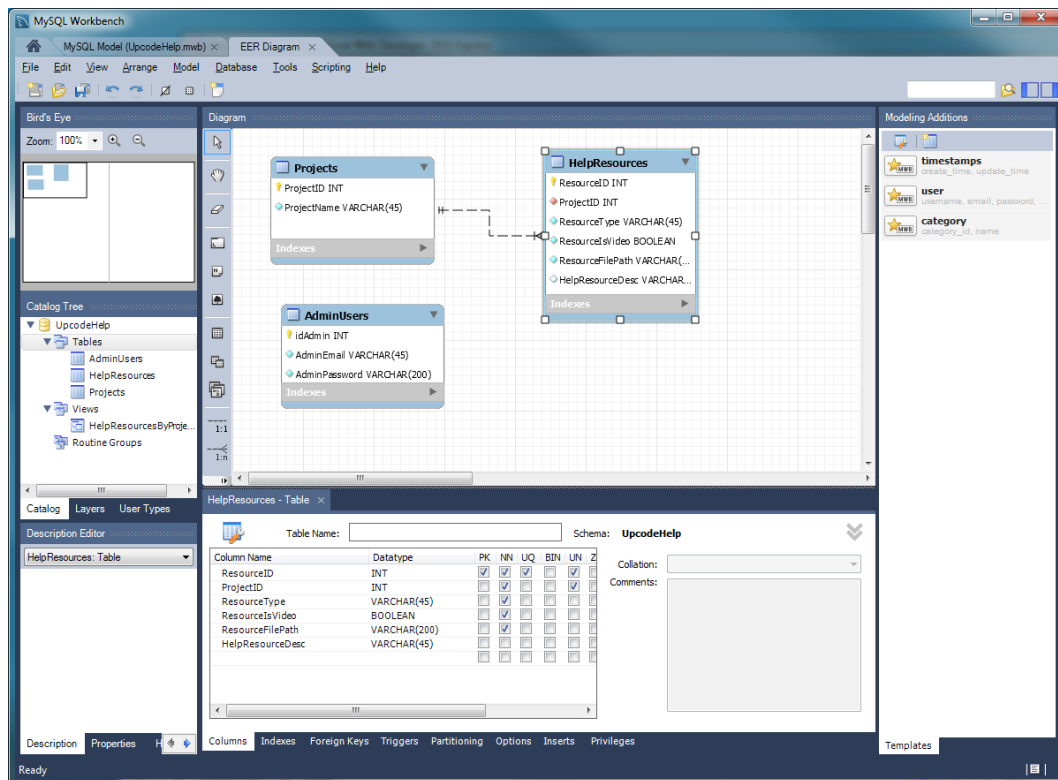 MySQL Workbench
MySQL Model (UpcodeHelp.mwb) ×
EER Diagram ×
File Edit View Arrange Model Database Tools Scripting Help
Bird's Eye
Zoom: 100%
Diagram
Modeling Additions
timestamps
create_time, update_time
user
username, email, password, ...
category
category_id, name
Projects
ProjectID INT
ProjectName VARCHAR(45)
Indexes
HelpResources
ResourceID INT
ProjectID INT
ResourceType VARCHAR(45)
ResourceIsVideo BOOLEAN
ResourceFilePath VARCHAR(...
HelpResourceDesc VARCHAR...
Indexes
AdminUsers
idAdmin INT
AdminEmail VARCHAR(45)
AdminPassword VARCHAR(200)
Indexes
1:1
1:n
Catalog Tree
UpcodeHelp
Tables
AdminUsers
HelpResources
Projects
Views
HelpResourcesByProje...
Routine Groups
Catalog Layers User Types
Description Editor
HelpResources: Table
Description Properties H
HelpResources - Table ×
Table Name: Schema: UpcodeHelp
Column Name Datatype PK NN UQ BIN UN Z
ResourceID INT
ProjectID INT
ResourceType VARCHAR(45)
ResourceIsVideo BOOLEAN
ResourceFilePath VARCHAR(200)
HelpResourceDesc VARCHAR(45)
Collation:
Comments:
Columns Indexes Foreign Keys Triggers Partitioning Options Inserts Privileges
Templates
Ready